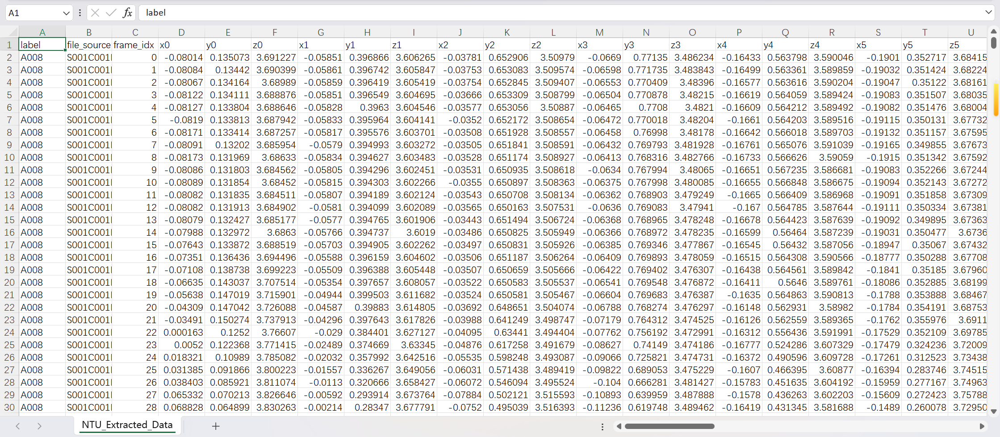 A1 fx label
A B C D E F G H I J K L M N O P Q R S T U
1 label file_source frame_idx x0 y0 z0 x1 y1 z1 x2 y2 z2 x3 y3 z3 x4 y4 z4 x5 y5 z5
2 A008 S001C001 0 -0.08014 0.135073 3.691227 -0.05851 0.396866 3.606265 -0.03781 0.652906 3.50979 -0.0669 0.77135 3.486234 -0.16433 0.563798 3.590046 -0.1901 0.352717 3.68415
3 A008 S001C001 1 -0.08084 0.13442 3.690399 -0.05861 0.396742 3.605847 -0.03753 0.653083 3.509574 -0.06598 0.771735 3.483843 -0.16499 0.563361 3.589859 -0.19032 0.351424 3.68224
4 A008 S001C001 2 -0.08067 0.134164 3.68989 -0.05859 0.396419 3.605419 -0.03754 0.652845 3.509407 -0.06553 0.770409 3.48396 -0.16577 0.563616 3.590204 -0.19047 0.35122 3.68161
5 A008 S001C001 3 -0.08122 0.134111 3.688876 -0.05851 0.396549 3.604695 -0.03666 0.653309 3.508799 -0.06504 0.770878 3.48215 -0.16619 0.564059 3.589424 -0.19083 0.351507 3.68035
6 A008 S001C001 4 -0.08127 0.133804 3.688646 -0.05828 0.3963 3.604546 -0.03577 0.653056 3.50887 -0.06465 0.7708 3.4821 -0.16609 0.564212 3.589492 -0.19082 0.351476 3.68004
7 A008 S001C001 5 -0.0819 0.133813 3.687942 -0.05833 0.395964 3.604141 -0.0352 0.652172 3.508654 -0.06472 0.770018 3.48204 -0.1661 0.564203 3.589516 -0.19115 0.350131 3.67732
8 A008 S001C001 6 -0.08171 0.133414 3.687257 -0.05817 0.395576 3.603701 -0.03508 0.651928 3.508557 -0.06458 0.76998 3.48178 -0.16642 0.566018 3.589703 -0.19132 0.351157 3.67595
9 A008 S001C001 7 -0.08091 0.13202 3.685954 -0.0579 0.394993 3.603272 -0.03505 0.651841 3.508591 -0.06432 0.769793 3.481928 -0.16761 0.565076 3.591039 -0.19165 0.349855 3.67673
10 A008 S001C001 8 -0.08173 0.131969 3.68633 -0.05834 0.394627 3.603483 -0.03528 0.651174 3.508927 -0.06413 0.768316 3.482766 -0.16733 0.566626 3.59059 -0.1915 0.351342 3.67592
11 A008 S001C001 9 -0.08086 0.131803 3.684562 -0.05805 0.394296 3.602451 -0.03531 0.650935 3.508618 -0.0634 0.767994 3.48065 -0.16651 0.567235 3.586681 -0.19083 0.352266 3.67244
12 A008 S001C001 10 -0.08089 0.131854 3.68452 -0.05815 0.394303 3.602266 -0.0355 0.650897 3.508363 -0.06375 0.767998 3.480085 -0.16655 0.566848 3.586675 -0.19094 0.352143 3.67272
13 A008 S001C001 11 -0.08082 0.131835 3.684511 -0.05807 0.394189 3.602124 -0.03543 0.650708 3.508134 -0.06362 0.768903 3.479249 -0.1665 0.566409 3.586968 -0.19091 0.351858 3.67309
14 A008 S001C001 12 -0.08082 0.131913 3.684902 -0.0581 0.394099 3.602089 -0.03565 0.650163 3.507531 -0.0636 0.769083 3.47941 -0.167 0.564785 3.587644 -0.19111 0.350334 3.67381
15 A008 S001C001 13 -0.08079 0.132427 3.685177 -0.0577 0.394765 3.601906 -0.03443 0.651494 3.506724 -0.06368 0.768965 3.478248 -0.16678 0.564423 3.587639 -0.19092 0.349895 3.67363
16 A008 S001C001 14 -0.07988 0.132972 3.6863 -0.05766 0.394737 3.6019 -0.03486 0.650825 3.505949 -0.06366 0.768972 3.478235 -0.16599 0.56464 3.587239 -0.19031 0.350477 3.6736
17 A008 S001C001 15 -0.07643 0.133872 3.688519 -0.05703 0.394905 3.602262 -0.03497 0.650831 3.505926 -0.06385 0.769346 3.477867 -0.16545 0.56432 3.587056 -0.18947 0.35067 3.67432
18 A008 S001C001 16 -0.07351 0.136436 3.694496 -0.05588 0.396159 3.604602 -0.03506 0.651187 3.506264 -0.06409 0.769893 3.478059 -0.16515 0.564308 3.590566 -0.18777 0.350288 3.67708
19 A008 S001C001 17 -0.07108 0.138738 3.699223 -0.05509 0.396388 3.605448 -0.03507 0.650659 3.505666 -0.06422 0.769402 3.476307 -0.16438 0.564561 3.589842 -0.1841 0.35185 3.67960
20 A008 S001C001 18 -0.06635 0.143037 3.707514 -0.05354 0.397657 3.608057 -0.03522 0.650583 3.505537 -0.06541 0.769548 3.476872 -0.16411 0.5646 3.589761 -0.18086 0.352885 3.68199
21 A008 S001C001 19 -0.05638 0.147019 3.715901 -0.04944 0.399503 3.611682 -0.03524 0.650581 3.505467 -0.06604 0.769683 3.476387 -0.1635 0.564863 3.590813 -0.1788 0.353888 3.68467
22 A008 S001C001 20 -0.04309 0.147042 3.726088 -0.04587 0.39883 3.614805 -0.03692 0.648651 3.504074 -0.06788 0.768274 3.476297 -0.16148 0.562931 3.58982 -0.1784 0.354191 3.68753
23 A008 S001C001 21 -0.03491 0.150274 3.737913 -0.04296 0.397643 3.617826 -0.03988 0.641249 3.498747 -0.07179 0.764312 3.474525 -0.16126 0.562559 3.589365 -0.1762 0.355976 3.6911
24 A008 S001C001 22 0.000163 0.1252 3.76607 -0.029 0.384401 3.627127 -0.04095 0.63441 3.494404 -0.07762 0.756192 3.472991 -0.16312 0.556436 3.591991 -0.17529 0.352109 3.69785
25 A008 S001C001 23 0.0052 0.122368 3.771415 -0.02489 0.374669 3.63345 -0.04876 0.617258 3.491679 -0.08627 0.74149 3.474186 -0.16777 0.524286 3.607329 -0.17479 0.324236 3.72009
26 A008 S001C001 24 0.018321 0.10989 3.785082 -0.02032 0.357992 3.642516 -0.05535 0.598248 3.493087 -0.09066 0.725821 3.474731 -0.16372 0.490596 3.609728 -0.17261 0.312523 3.73438
27 A008 S001C001 25 0.031385 0.091866 3.800223 -0.01557 0.336267 3.649056 -0.06031 0.571438 3.489419 -0.09822 0.689053 3.475229 -0.1607 0.466395 3.60877 -0.16394 0.283746 3.74515
28 A008 S001C001 26 0.038403 0.085921 3.811074 -0.0113 0.320666 3.658427 -0.06072 0.546094 3.495524 -0.104 0.666281 3.481427 -0.15783 0.451635 3.604192 -0.15959 0.277167 3.74963
29 A008 S001C001 27 0.065332 0.070213 3.826646 -0.00592 0.293914 3.673764 -0.07884 0.502121 3.515593 -0.10893 0.639959 3.487888 -0.1578 0.436263 3.602203 -0.15609 0.272423 3.75788
30 A008 S001C001 28 0.068828 0.064899 3.830263 -0.00214 0.28347 3.677791 -0.0752 0.495039 3.516393 -0.11236 0.619748 3.489462 -0.16419 0.431345 3.581688 -0.1489 0.260078 3.72950
NTU_Extracted_Data